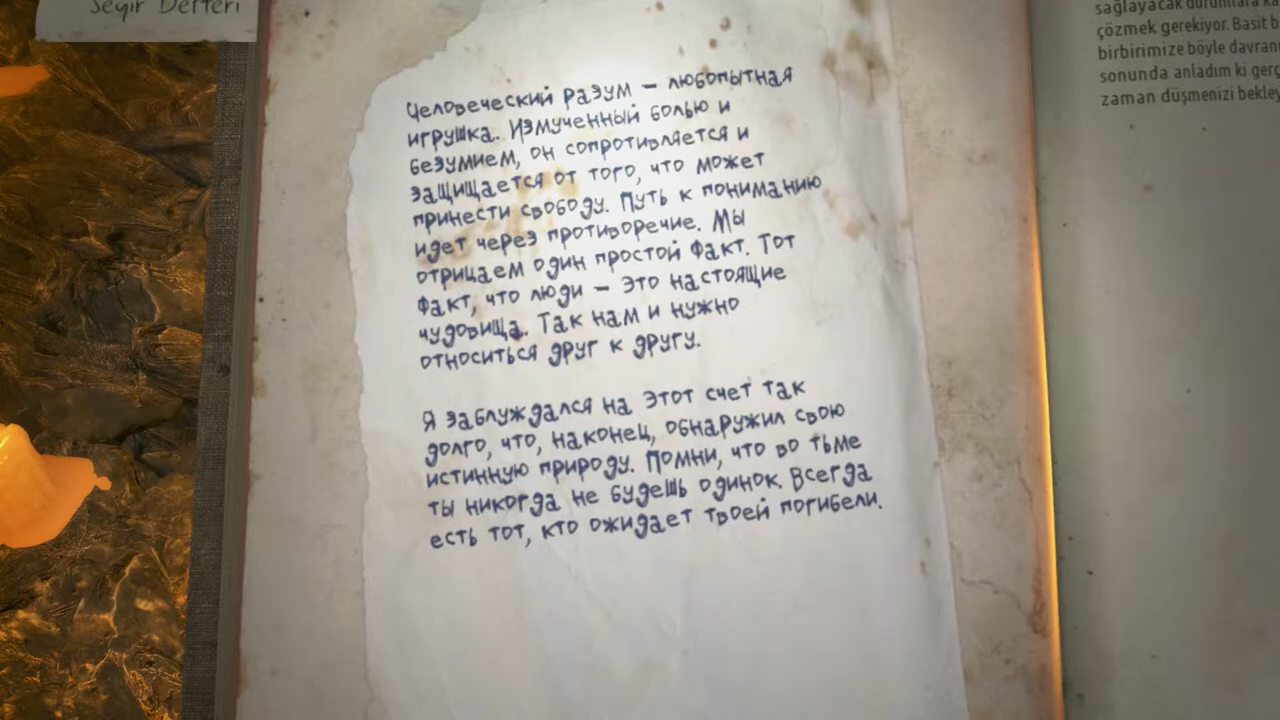 Seyir Defteri
Человеческий разум – любопытная
игрушка. Измученный болью и
безумием, он сопротивляется и
защищается от того, что может
принести свободу. Путь к пониманию
идет через противоречие. Мы
отрицаем один простой факт. Тот
факт, что люди – это настоящие
чудовища. Так нам и нужно
относиться друг к другу.
Я заблуждался на этот счет так
долго, что, наконец, обнаружил свою
истинную природу. Помни, что во тьме
ты никогда не будешь одинок. Всегда
есть тот, кто ожидает твоей погибели.
sağlayacak durumlara
çözmek gerekiyor. Basit
birbirimize böyle
sonunda anladım ki
zaman düşmenizi